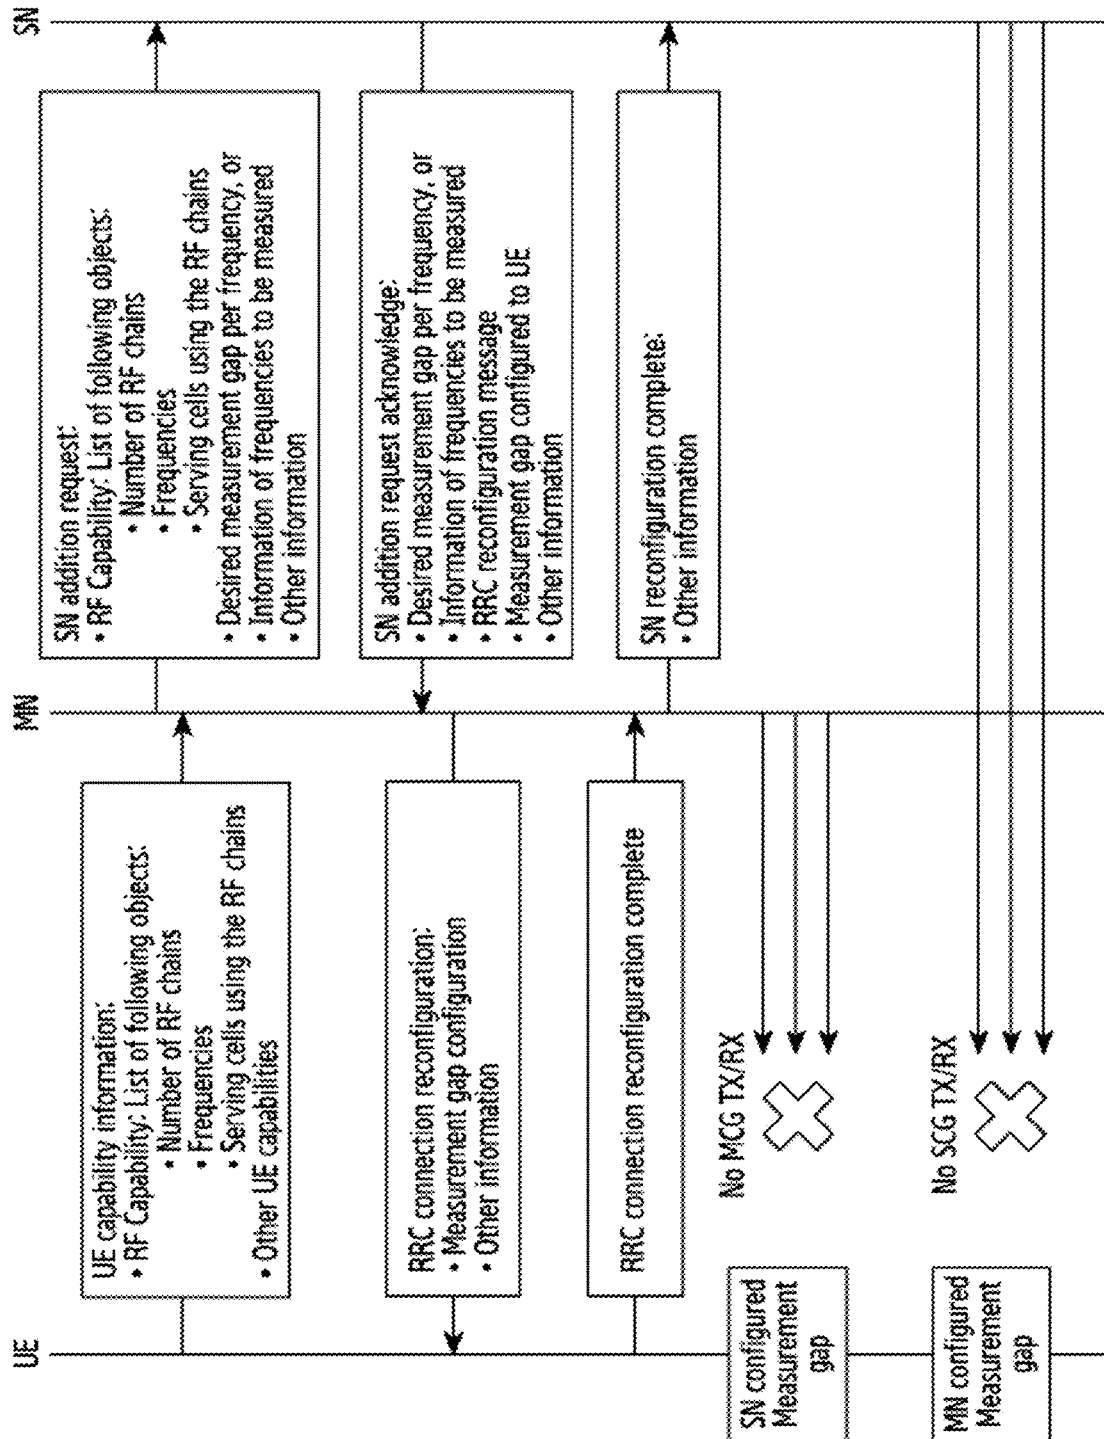 UE
MN
SN
UE capability information:
• RF Capability: List of following objects:
• Number of RF chains
• Frequencies
• Serving cells using the RF chains
• Other UE capabilities
SN addition request:
• RF Capability: List of following objects:
• Number of RF chains
• Frequencies
• Serving cells using the RF chains
• Desired measurement gap per frequency, or
• Information of frequencies to be measured
• Other information
SN addition request acknowledge:
• Desired measurement gap per frequency, or
• Information of frequencies to be measured
• RRC reconfiguration message
• Measurement gap configured to UE
• Other information
RRC connection reconfiguration:
• Measurement gap configuration
• Other information
RRC connection reconfiguration complete
SN reconfiguration complete:
• Other information
SN configured
Measurement
gap
No MCG TX/RX
MN configured
Measurement
gap
No SCG TX/RX